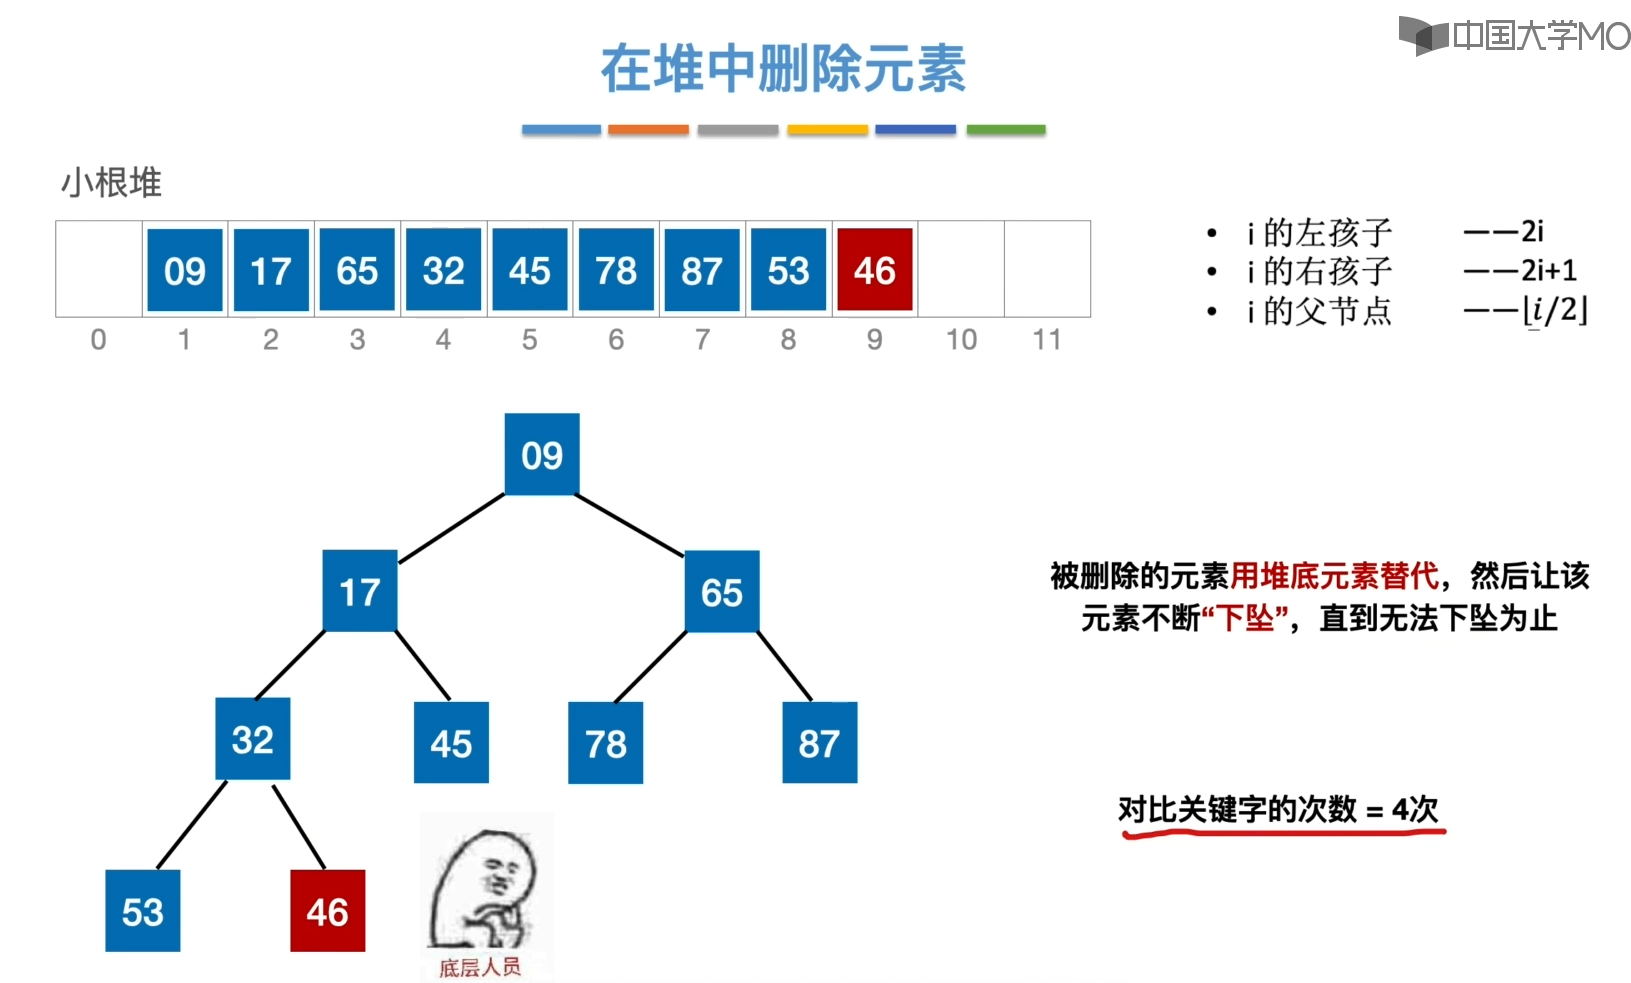 中国大学MO
在堆中删除元素
小根堆
09 17 65 32 45 78 87 53 46
0 1 2 3 4 5 6 7 8 9 10 11
• i 的左孩子 ——2i
• i 的右孩子 ——2i+1
• i 的父节点 ——⌊i/2⌋
09
17 65
32 45 78 87
53 46
被删除的元素用堆底元素替代，然后让该
元素不断“下坠”，直到无法下坠为止
对比关键字的次数 = 4次
底层人员